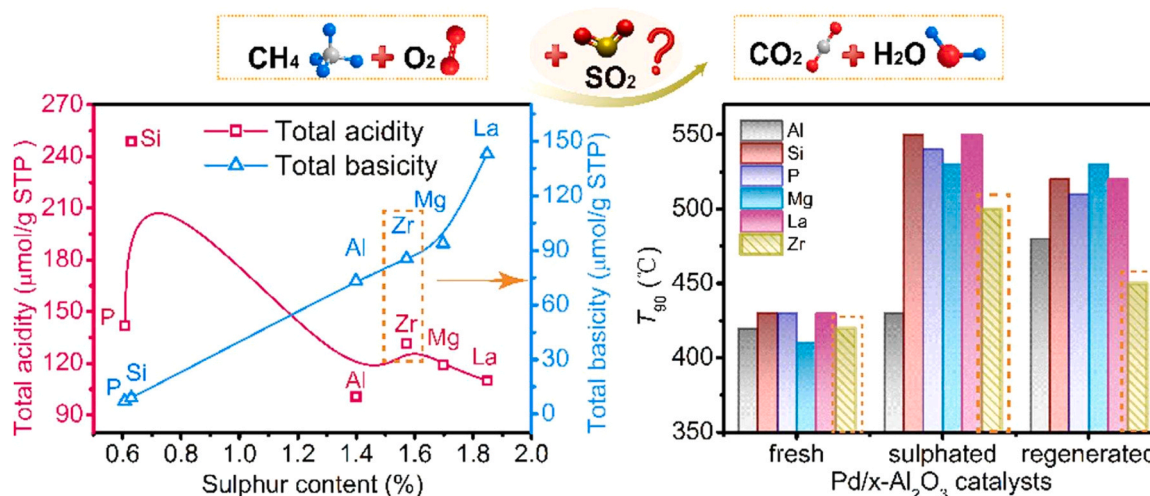 CH4 + O2
+ SO2 ?
CO2 + H2O
Total acidity (μmol/g STP)
270
240
210
180
150
120
90
Total acidity
Total basicity
Si
P
P
Si
Al
Zr
Mg
La
Zr
Mg
La
Al
150
120
90
60
30
0
Total basicity (μmol/g STP)
0.6
0.8
1.0
1.2
1.4
1.6
1.8
2.0
Sulphur content (%)
T90 (℃)
550
500
450
400
350
Al
Si
P
Mg
La
Zr
fresh
sulphated
regenerated
Pd/x-Al2O3 catalysts